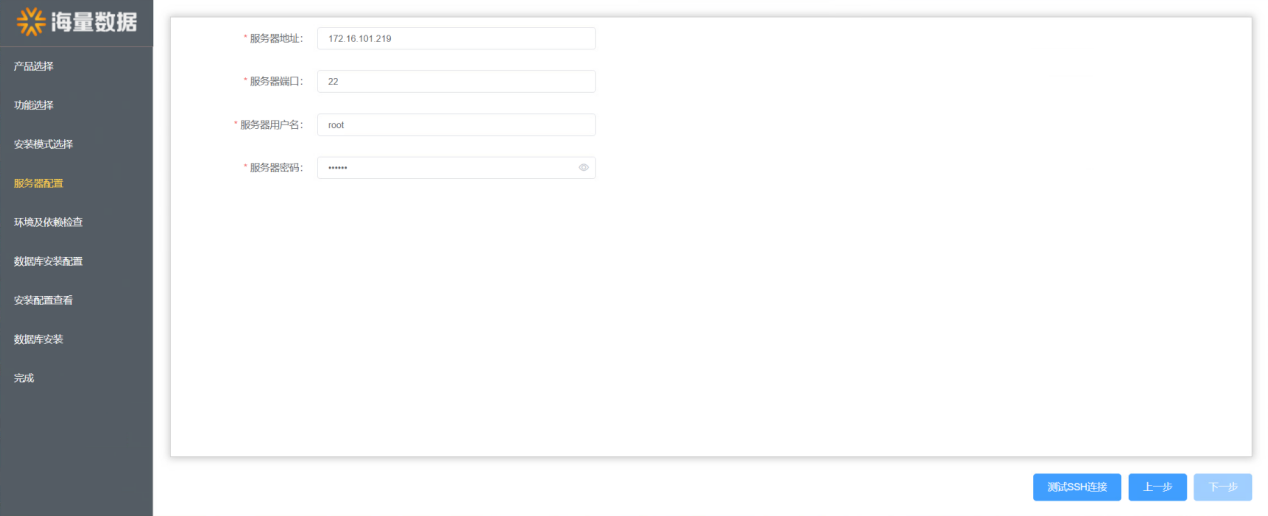 海量数据
产品选择
功能选择
安装模式选择
服务器配置
环境及依赖检查
数据库安装配置
安装配置查看
数据库安装
完成
* 服务器地址： 172.16.101.219
* 服务器端口： 22
* 服务器用户名： root
* 服务器密码： ••••••
测试SSH连接 上一步 下一步